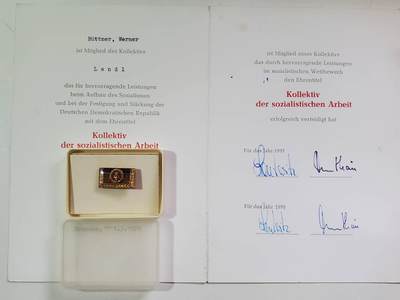 Büttner, Werner
ist Mitglied des Kollektivs
Landl
das für hervorragende Leistungen
beim Aufbau des Sozialismus
und bei der Festigung und Stärkung der
Deutschen Demokratischen Republik
mit dem Ehrentitel
Kollektiv
der sozialistischen Arbeit
ist Mitglied eines Kollektivs
das durch hervorragende Leistungen
im sozialistischen Wettbewerb
den Ehrentitel
Kollektiv
der sozialistischen Arbeit
erfolgreich verteidigt hat
Für das Jahr
Für das Jahr